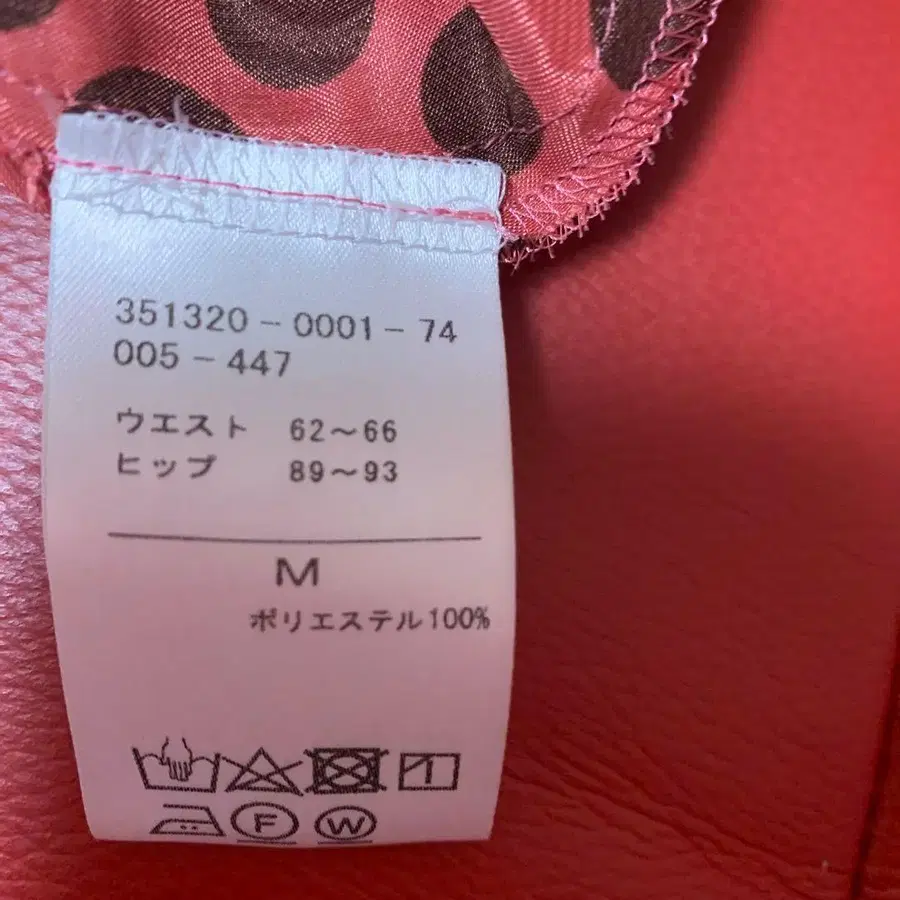 351320-0001-74
005-447
ウエスト 62～66
ヒップ 89～93
M
ポリエステル100%
F W